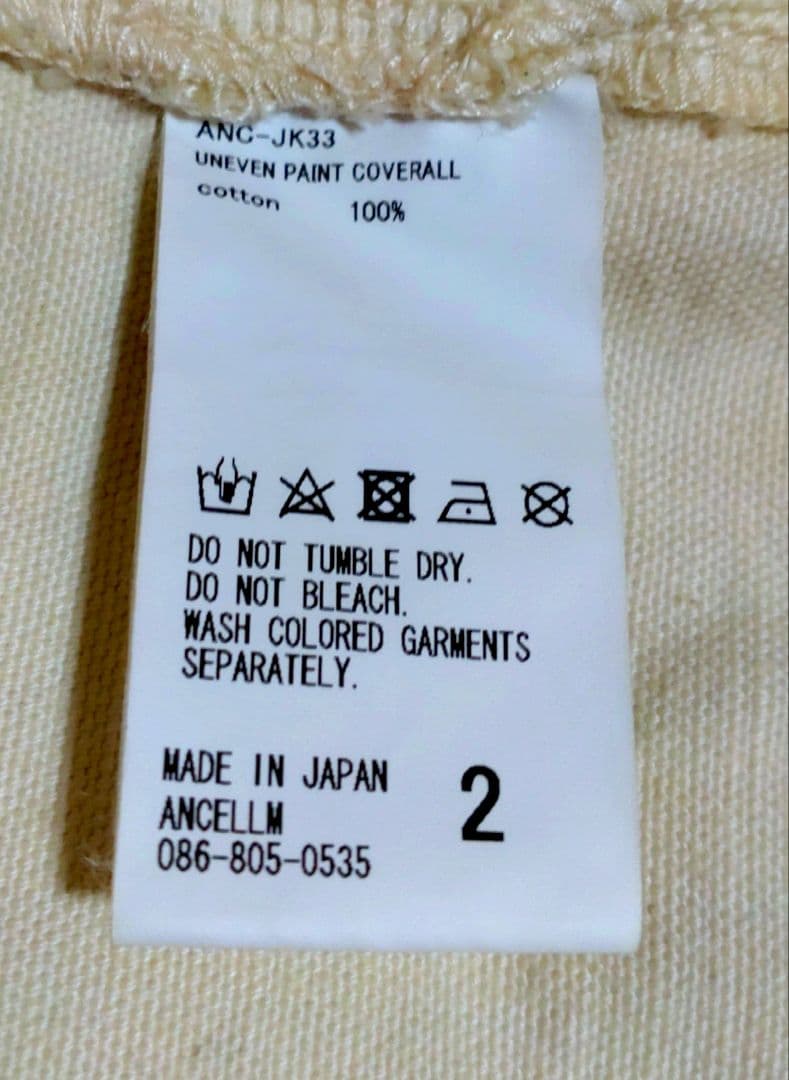 ANC-JK33
UNEVEN PAINT COVERALL
cotton 100%
DO NOT TUMBLE DRY.
DO NOT BLEACH.
WASH COLORED GARMENTS
SEPARATELY.
MADE IN JAPAN
ANCELLM
086-805-0535
2